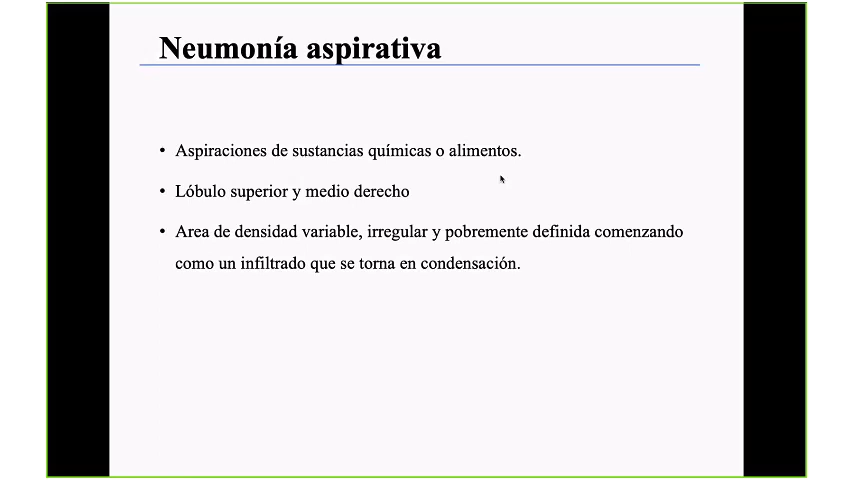 Neumonía aspirativa
• Aspiraciones de sustancias químicas o alimentos.
• Lóbulo superior y medio derecho
• Area de densidad variable, irregular y pobremente definida comenzando
como un infiltrado que se torna en condensación.